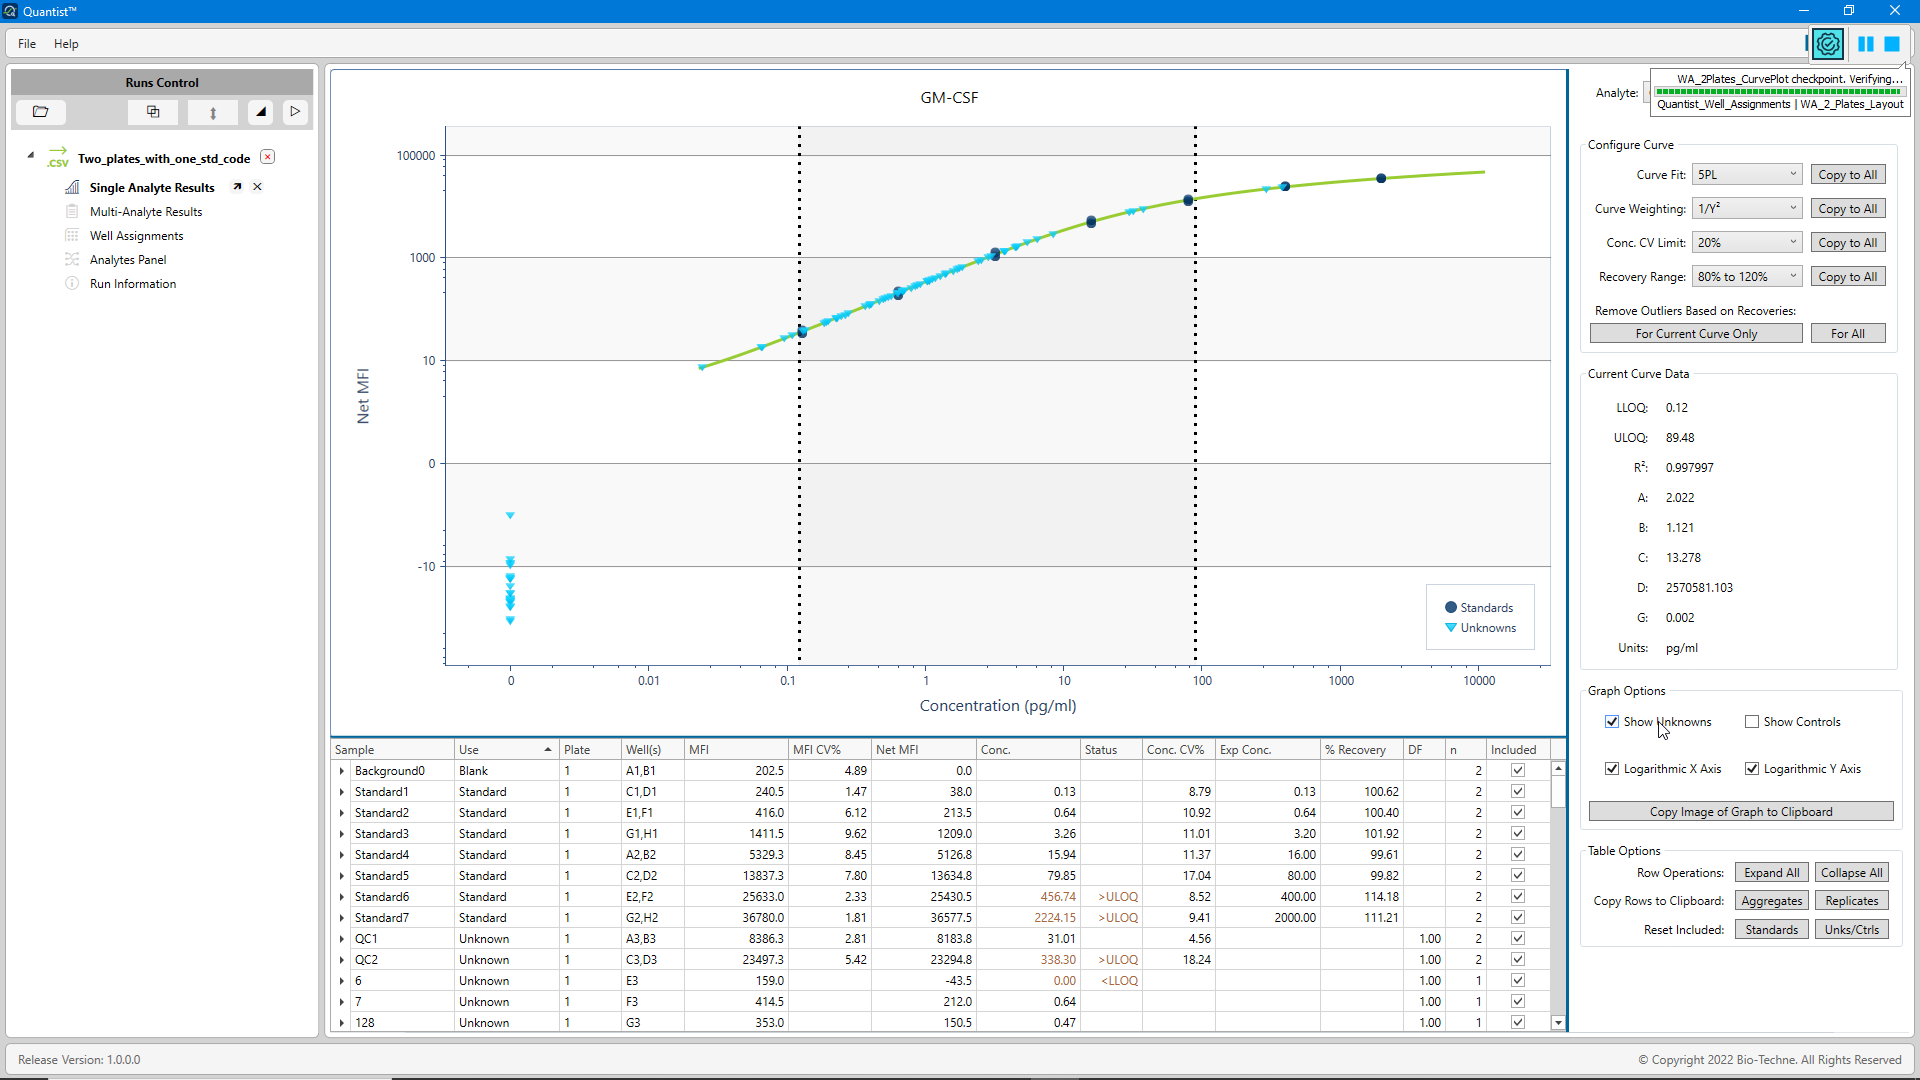 Quantist™
File Help
WA_2Plates_CurvePlot checkpoint. Verifying...
Quantist_Well_Assignments | WA_2_Plates_Layout
Runs Control
.CSV Two_plates_with_one_std_code
Single Analyte Results
Multi-Analyte Results
Well Assignments
Analytes Panel
Run Information
GM-CSF
100000
1000
10
0
-10
Net MFI
Standards
Unknowns
0 0.01 0.1 1 10 100 1000 10000
Concentration (pg/ml)
Analyte:
Configure Curve
Curve Fit: 5PL Copy to All
Curve Weighting: 1/Y² Copy to All
Conc. CV Limit: 20% Copy to All
Recovery Range: 80% to 120% Copy to All
Remove Outliers Based on Recoveries:
For Current Curve Only For All
Current Curve Data
LLOQ: 0.12
ULOQ: 89.48
R²: 0.997997
A: 2.022
B: 1.121
C: 13.278
D: 2570581.103
G: 0.002
Units: pg/ml
Graph Options
Show Unknowns Show Controls
Logarithmic X Axis Logarithmic Y Axis
Copy Image of Graph to Clipboard
Table Options
Row Operations: Expand All Collapse All
Copy Rows to Clipboard: Aggregates Replicates
Reset Included: Standards Unks/Ctrls
Sample Use Plate Well(s) MFI MFI CV% Net MFI Conc. Status Conc. CV% Exp Conc. % Recovery DF n Included
Background0 Blank 1 A1,B1 202.5 4.89 0.0 2
Standard1 Standard 1 C1,D1 240.5 1.47 38.0 0.13 8.79 0.13 100.62 2
Standard2 Standard 1 E1,F1 416.0 6.12 213.5 0.64 10.92 0.64 100.40 2
Standard3 Standard 1 G1,H1 1411.5 9.62 1209.0 3.26 11.01 3.20 101.92 2
Standard4 Standard 1 A2,B2 5329.3 8.45 5126.8 15.94 11.37 16.00 99.61 2
Standard5 Standard 1 C2,D2 13837.3 7.80 13634.8 79.85 17.04 80.00 99.82 2
Standard6 Standard 1 E2,F2 25633.0 2.33 25430.5 456.74 >ULOQ 8.52 400.00 114.18 2
Standard7 Standard 1 G2,H2 36780.0 1.81 36577.5 2224.15 >ULOQ 9.41 2000.00 111.21 2
QC1 Unknown 1 A3,B3 8386.3 2.81 8183.8 31.01 4.56 1.00 2
QC2 Unknown 1 C3,D3 23497.3 5.42 23294.8 338.30 >ULOQ 18.24 1.00 2
6 Unknown 1 E3 159.0 -43.5 0.00 <LLOQ 1.00 1
7 Unknown 1 F3 414.5 212.0 0.64 1.00 1
128 Unknown 1 G3 353.0 150.5 0.47 1.00 1
Release Version: 1.0.0.0
© Copyright 2022 Bio-Techne. All Rights Reserved